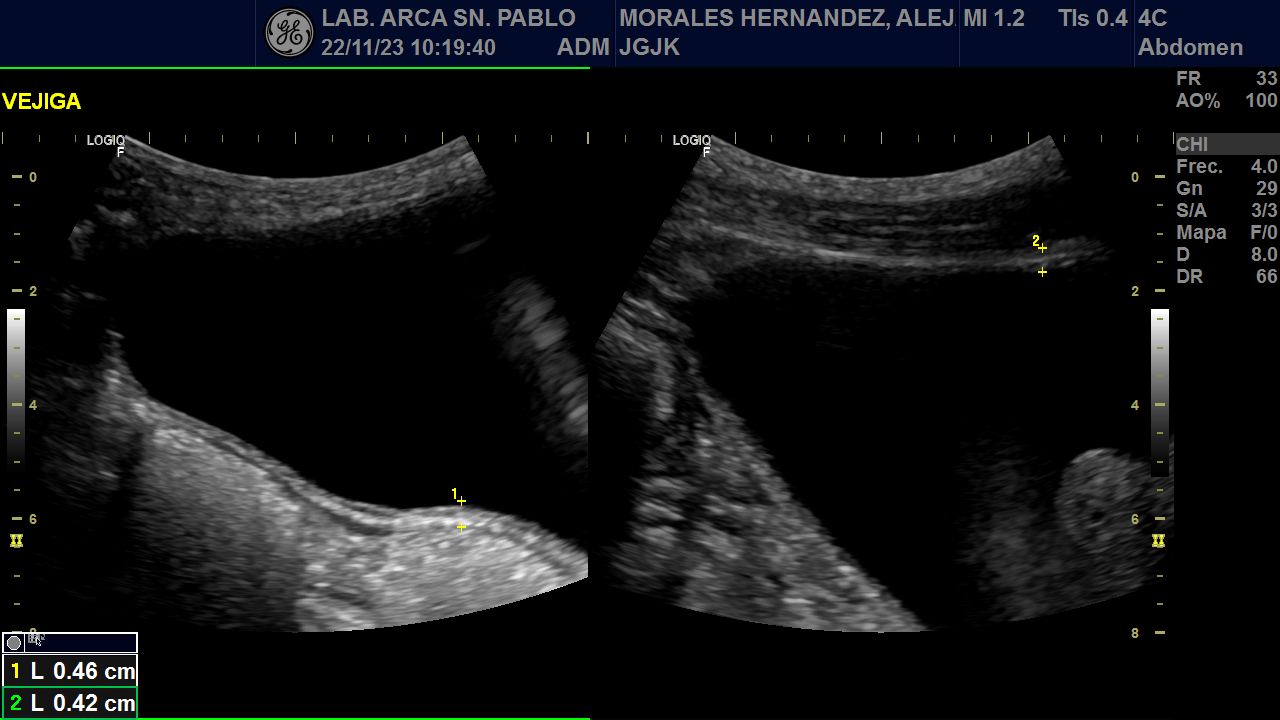 LAB. ARCA SN. PABLO
22/11/23 10:19:40 ADM
MORALES HERNANDEZ, ALEJ
JGJK
MI 1.2 TIs 0.4
4C
Abdomen
VEJIGA
FR 33
AO% 100
CHI
Frec. 4.0
Gn 29
S/A 3/3
Mapa F/0
D 8.0
DR 66
LOGIQ
F
LOGIQ
F
0
2
4
6
0
2
4
6
8
1
2
1 L 0.46 cm
2 L 0.42 cm